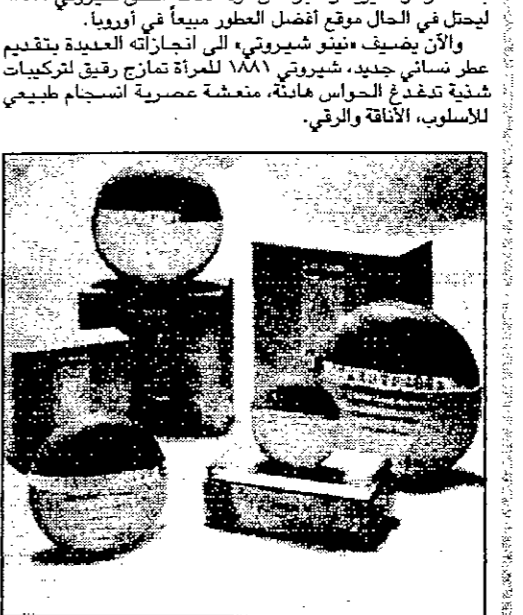 ليحتل في الحال موقع أفضل العطور مبيعاً في أوروبا.
والآن يضيف «نينو شيروتي» الى انجازاته العديدة بتقديم
عطر نسائي جديد، شيروتي ١٨٨١ للمرأة تمازج رقيق لتركيبات
شذية تدغدغ الحواس هادئة، منعشة عصرية انسجام طبيعي
للأسلوب، الأناقة والرقي.